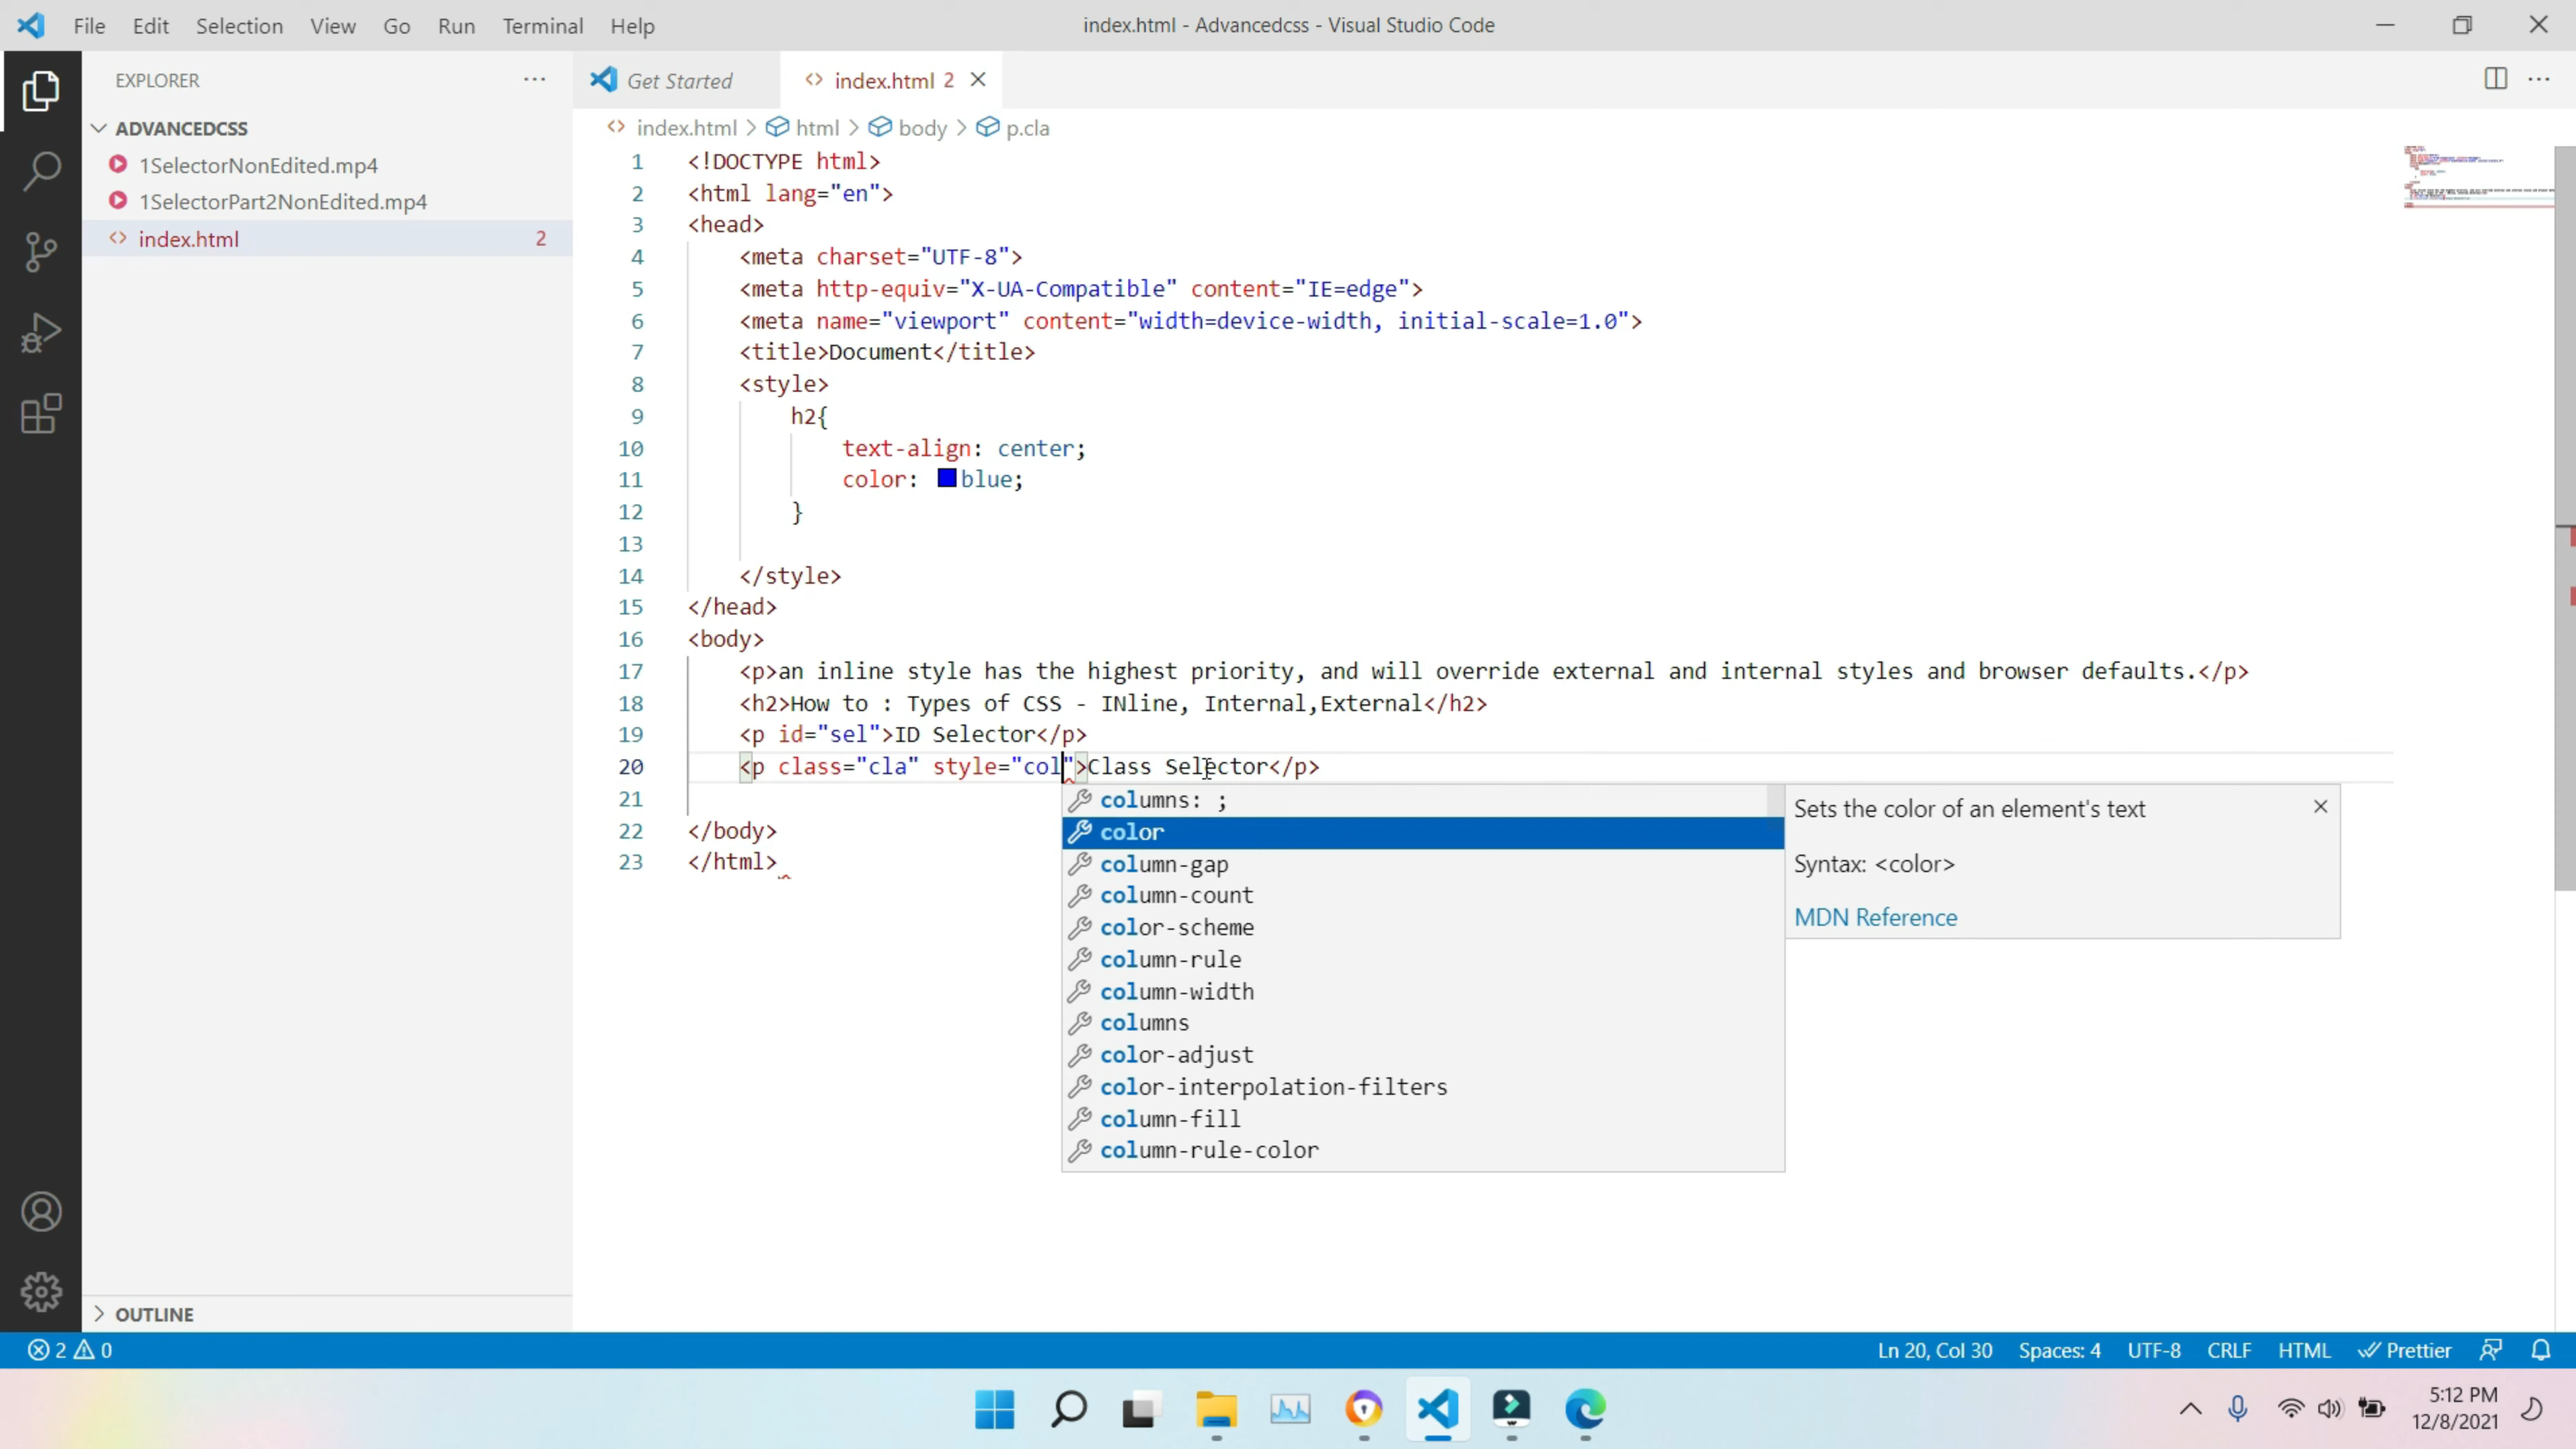 File Edit Selection View Go Run Terminal Help
index.html - Advancedcss - Visual Studio Code
EXPLORER
ADVANCEDCSS
1SelectorNonEdited.mp4
1SelectorPart2NonEdited.mp4
index.html 2
Get Started
index.html 2
index.html > html > body > p.cla
1 <!DOCTYPE html>
2 <html lang="en">
3 <head>
4 <meta charset="UTF-8">
5 <meta http-equiv="X-UA-Compatible" content="IE=edge">
6 <meta name="viewport" content="width=device-width, initial-scale=1.0">
7 <title>Document</title>
8 <style>
9 h2{
10 text-align: center;
11 color: blue;
12 }
13
14 </style>
15 </head>
16 <body>
17 <p>an inline style has the highest priority, and will override external and internal styles and browser defaults.</p>
18 <h2>How to : Types of CSS - INline, Internal,External</h2>
19 <p id="sel">ID Selector</p>
20 <p class="cla" style="col">Class Selector</p>
21
22 </body>
23 </html>
columns: ;
color
column-gap
column-count
color-scheme
column-rule
column-width
columns
color-adjust
color-interpolation-filters
column-fill
column-rule-color
Sets the color of an element's text
Syntax: <color>
MDN Reference
OUTLINE
2 0
Ln 20, Col 30 Spaces: 4 UTF-8 CRLF HTML Prettier
5:12 PM
12/8/2021